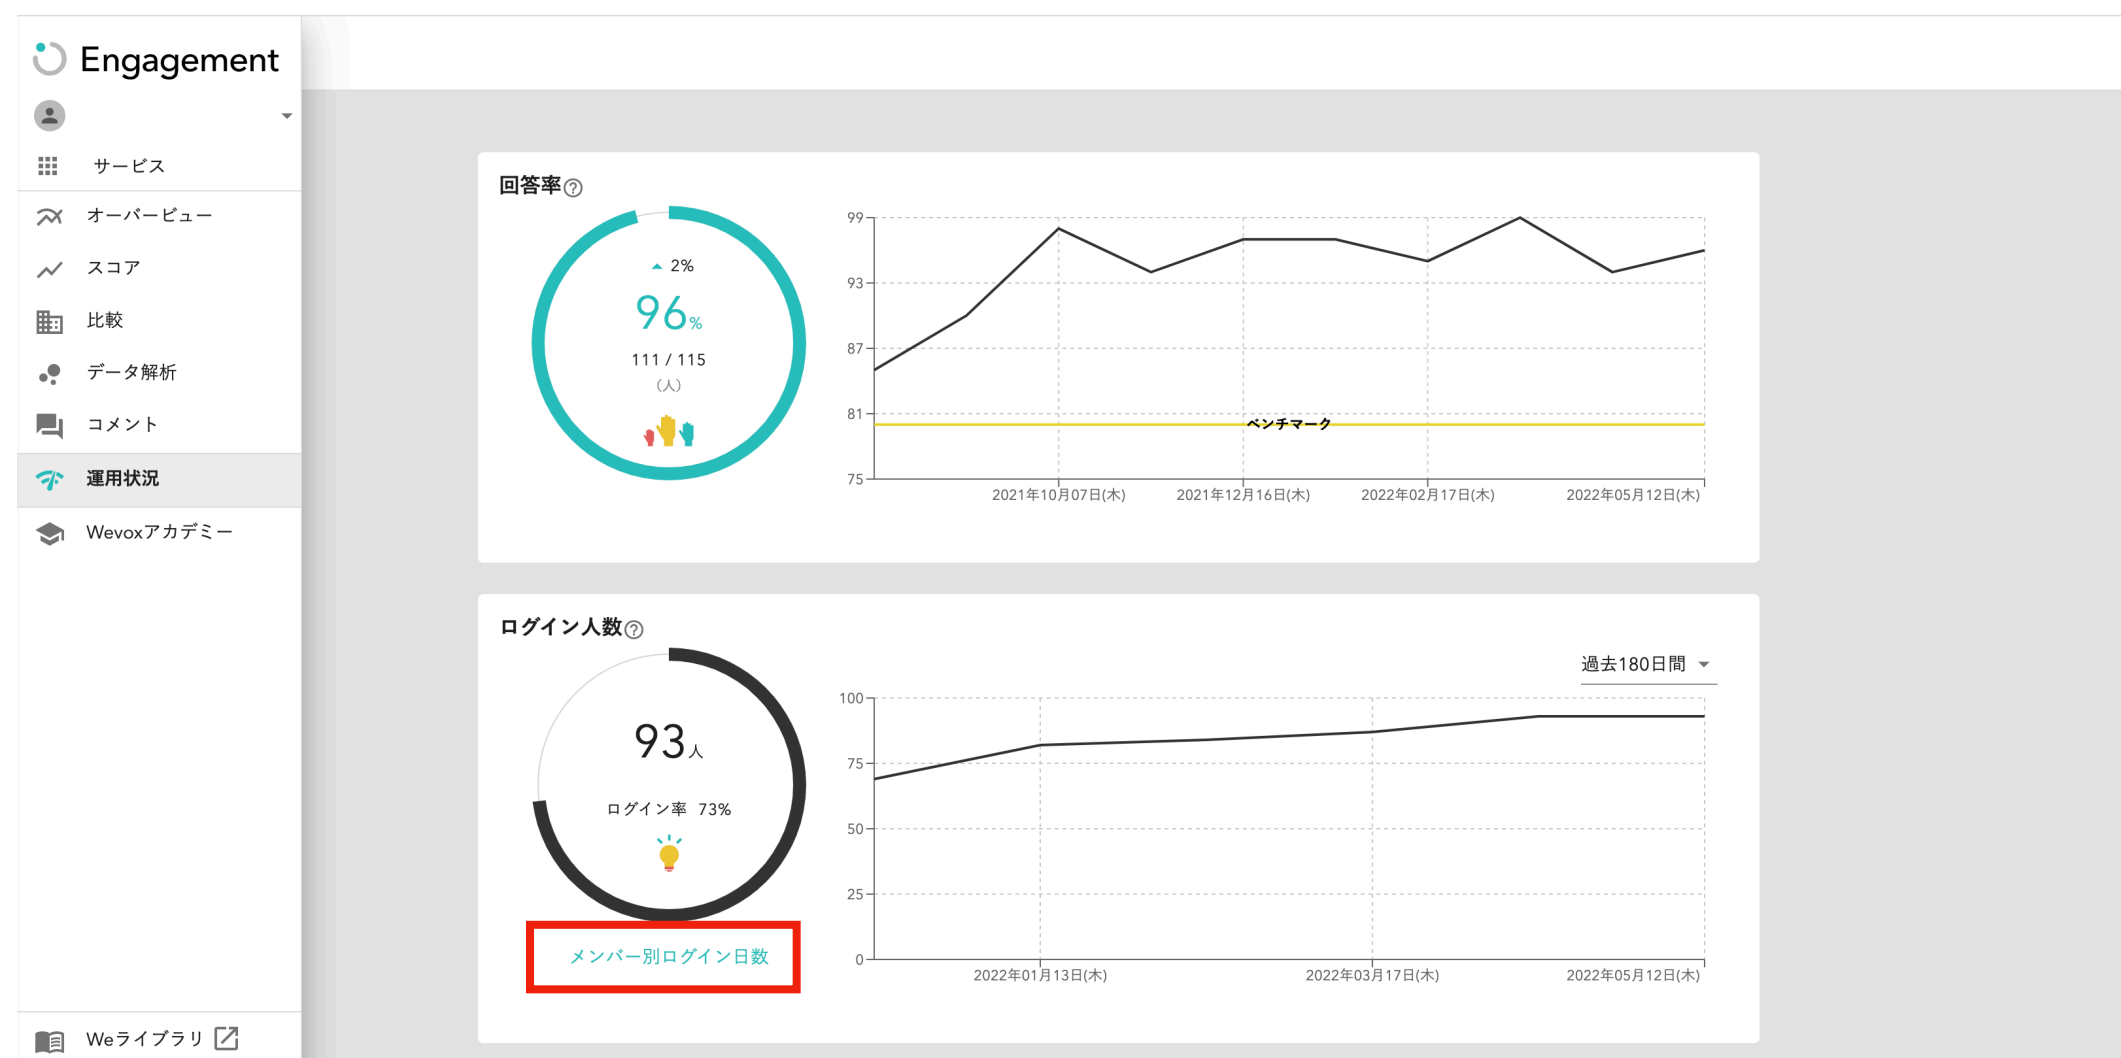 Engagement
サービス
オーバービュー
スコア
比較
データ解析
コメント
運用状況
Wevoxアカデミー
Weライブラリ
回答率
2%
96%
111 / 115
(人)
99
93
87
81
75
ベンチマーク
2021年10月07日(木)
2021年12月16日(木)
2022年02月17日(木)
2022年05月12日(木)
ログイン人数
93人
ログイン率 73%
メンバー別ログイン日数
過去180日間
100
75
50
25
0
2022年01月13日(木)
2022年03月17日(木)
2022年05月12日(木)